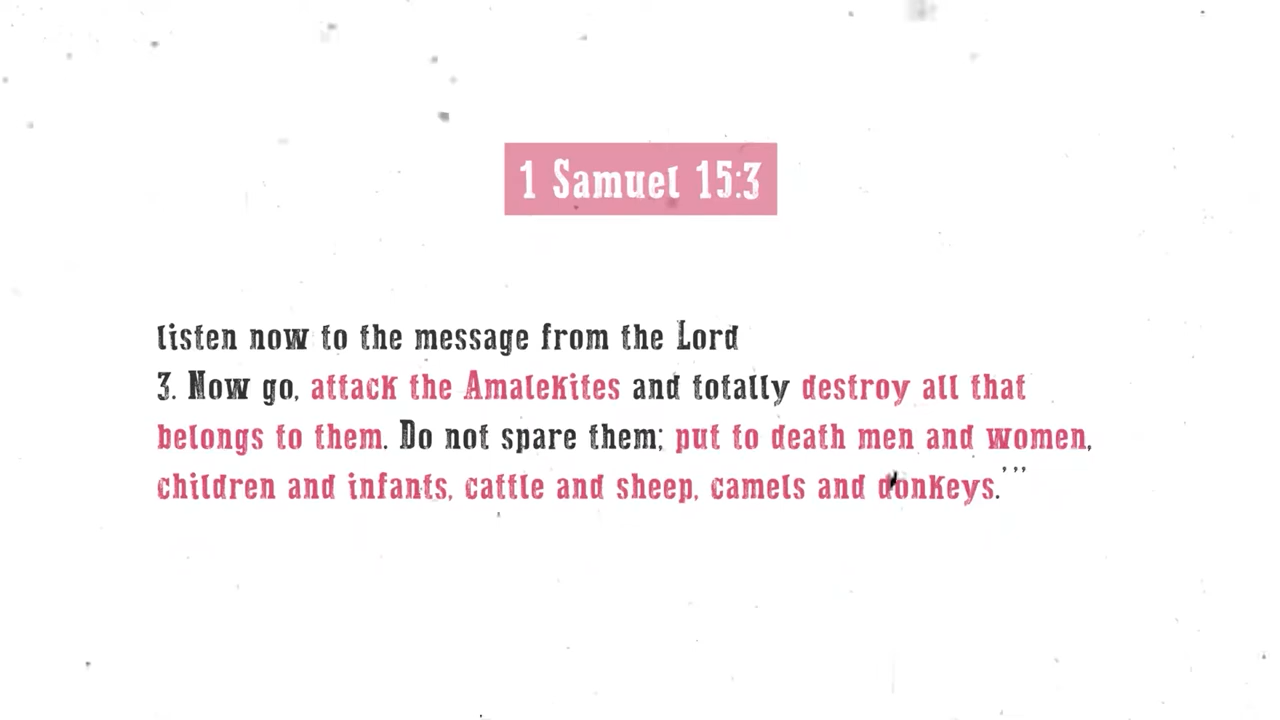 1 Samuel 15:3
listen now to the message from the Lord
3. Now go, attack the Amalekites and totally destroy all that
belongs to them. Do not spare them; put to death men and women,
children and infants, cattle and sheep, camels and donkeys.'"